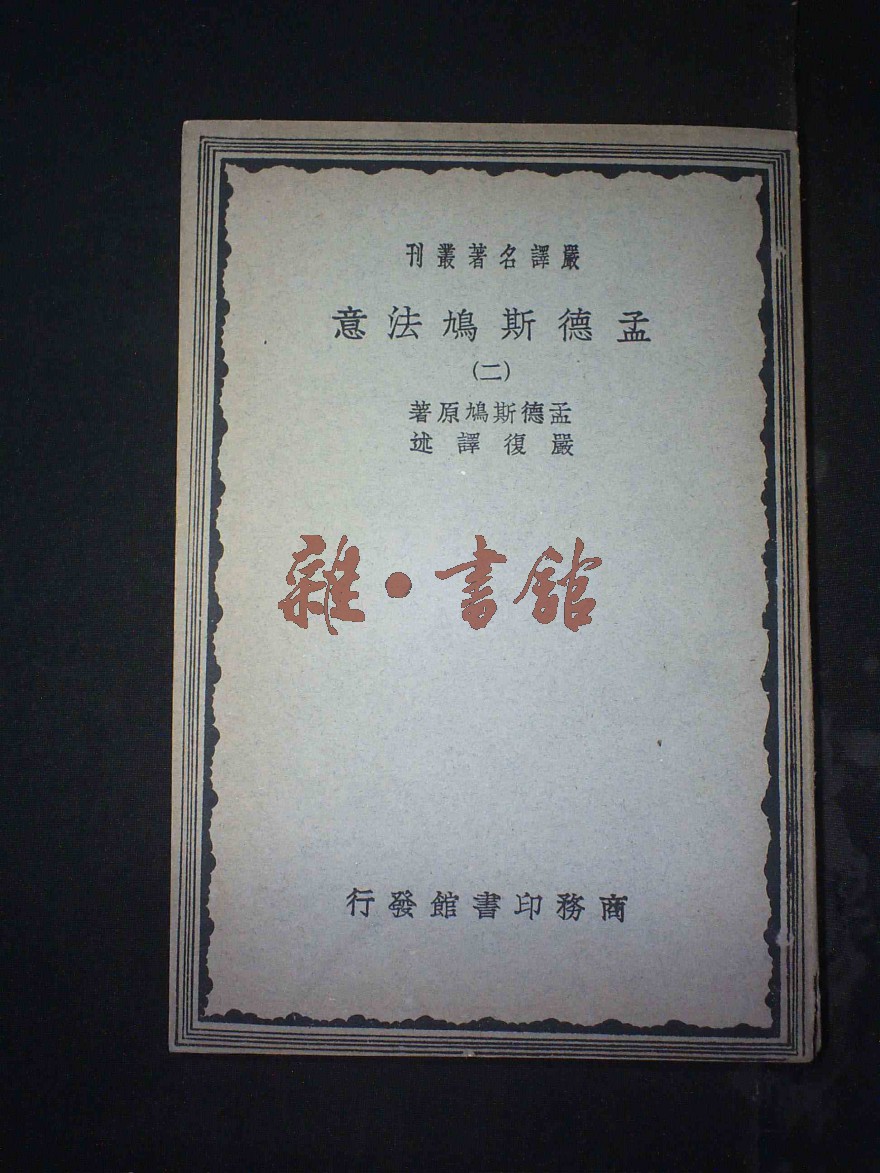 嚴譯名著叢刊
孟德斯鳩法意
(二)
孟德斯鳩原著
嚴復譯述
雜•書館
商務印書館發行